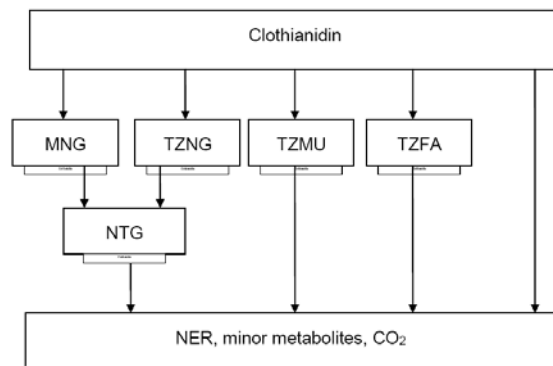 Clothianidin
MNG
TZNG
TZMU
TZFA
NTG
NER, minor metabolites, CO₂